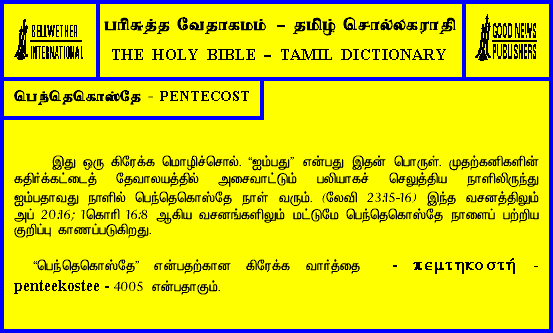 BELLWETHER
INTERNATIONAL
பரிசுத்த வேதாகமம் – தமிழ் சொல்லகராதி
THE HOLY BIBLE – TAMIL DICTIONARY
GOOD NEWS
PUBLISHERS
பெந்தெகொஸ்தே - PENTECOST
இது ஒரு கிரேக்க மொழிச்சொல். “ஐம்பது” என்பது இதன் பொருள். முதற்கனிகளின்
கதிர்க்கட்டைத் தேவாலயத்தில் அசைவாட்டும் பலியாகச் செலுத்திய நாளிலிருந்து
ஐம்பதாவது நாளில் பெந்தெகொஸ்தே நாள் வரும். (லேவி 23:15-16) இந்த வசனத்திலும்
அப் 20:16; 1கொரி 16:8 ஆகிய வசனங்களிலும் மட்டுமே பெந்தெகொஸ்தே நாளைப் பற்றிய
குறிப்பு காணப்படுகிறது.
“பெந்தெகொஸ்தே” என்பதற்கான கிரேக்க வார்த்தை - πεμτηκοστή -
penteekostee - 4005 என்பதாகும்.